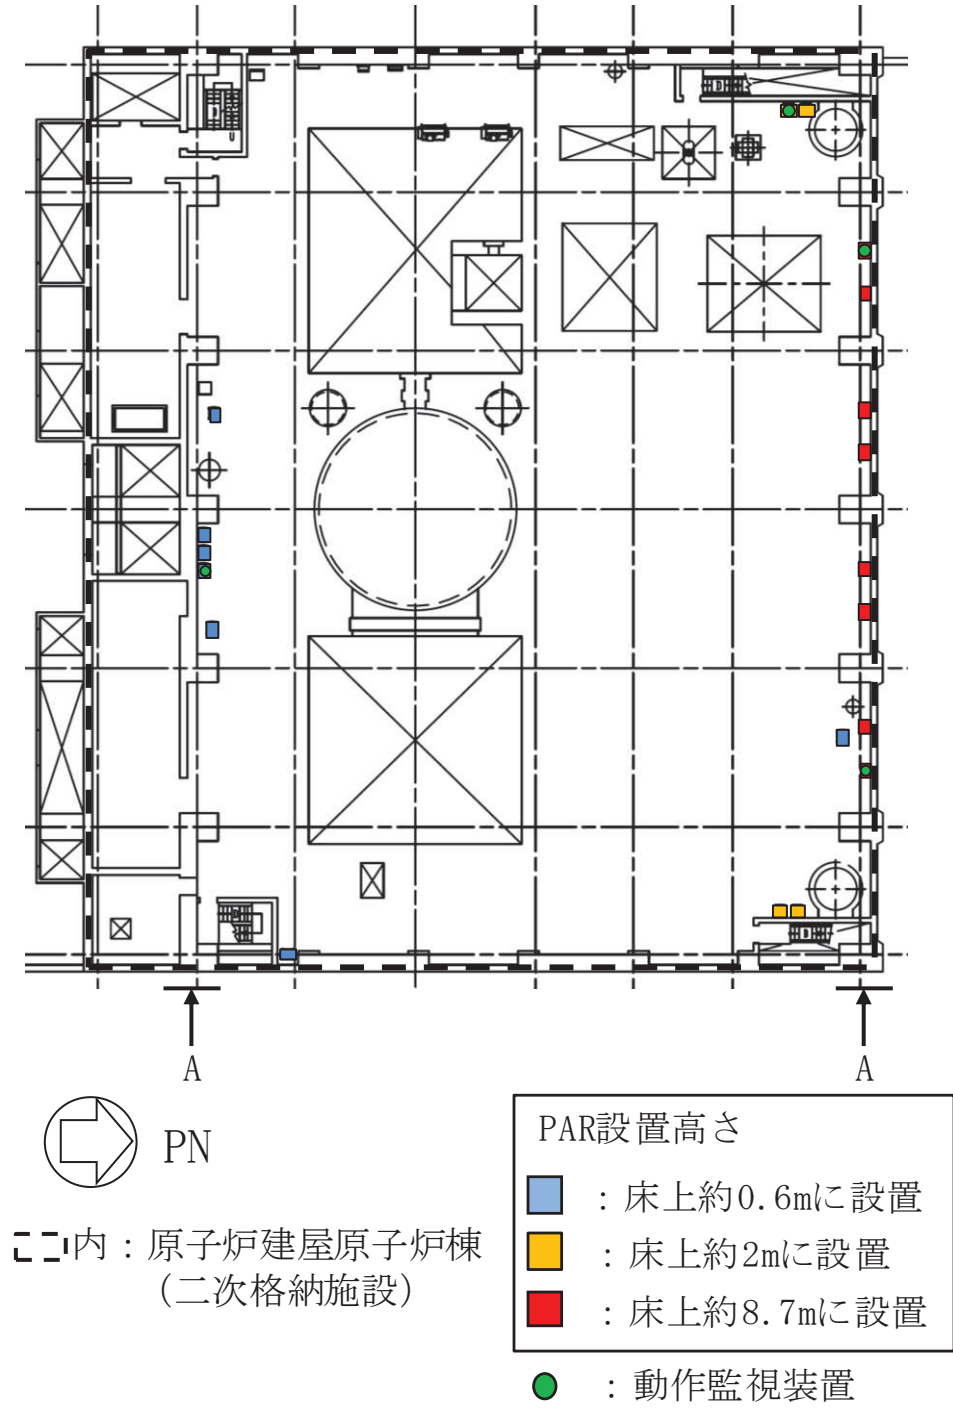 A
A
PN
内：原子炉建屋原子炉棟
（二次格納施設）
PAR設置高さ
：床上約0.6mに設置
：床上約2mに設置
：床上約8.7mに設置
：動作監視装置